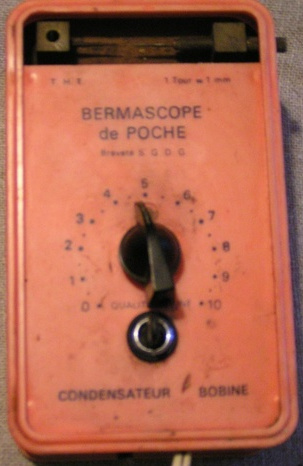 T. H. T. 1 Tour = 1 mm
BERMASCOPE
de POCHE
Breveté S. G. D. G.
5
4 6
3 7
2 8
1 9
0 10
CONDENSATEUR BOBINE